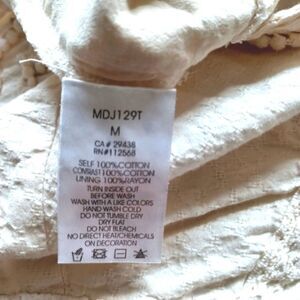 MDJ129T
M
CA# 29438
RN#112568
SELF 100%COTTON
CONTRAST100%COTTON
LINING 100%RAYON
TURN INSIDE OUT
BEFORE WASH
WASH WITH A LIKE COLORS
HAND WASH COLD
DO NOT TUMBLE DRY
DRY FLAT
DO NOT BLEACH
NO DIRECT HEAT/CHEMICALS
ON DECORATION